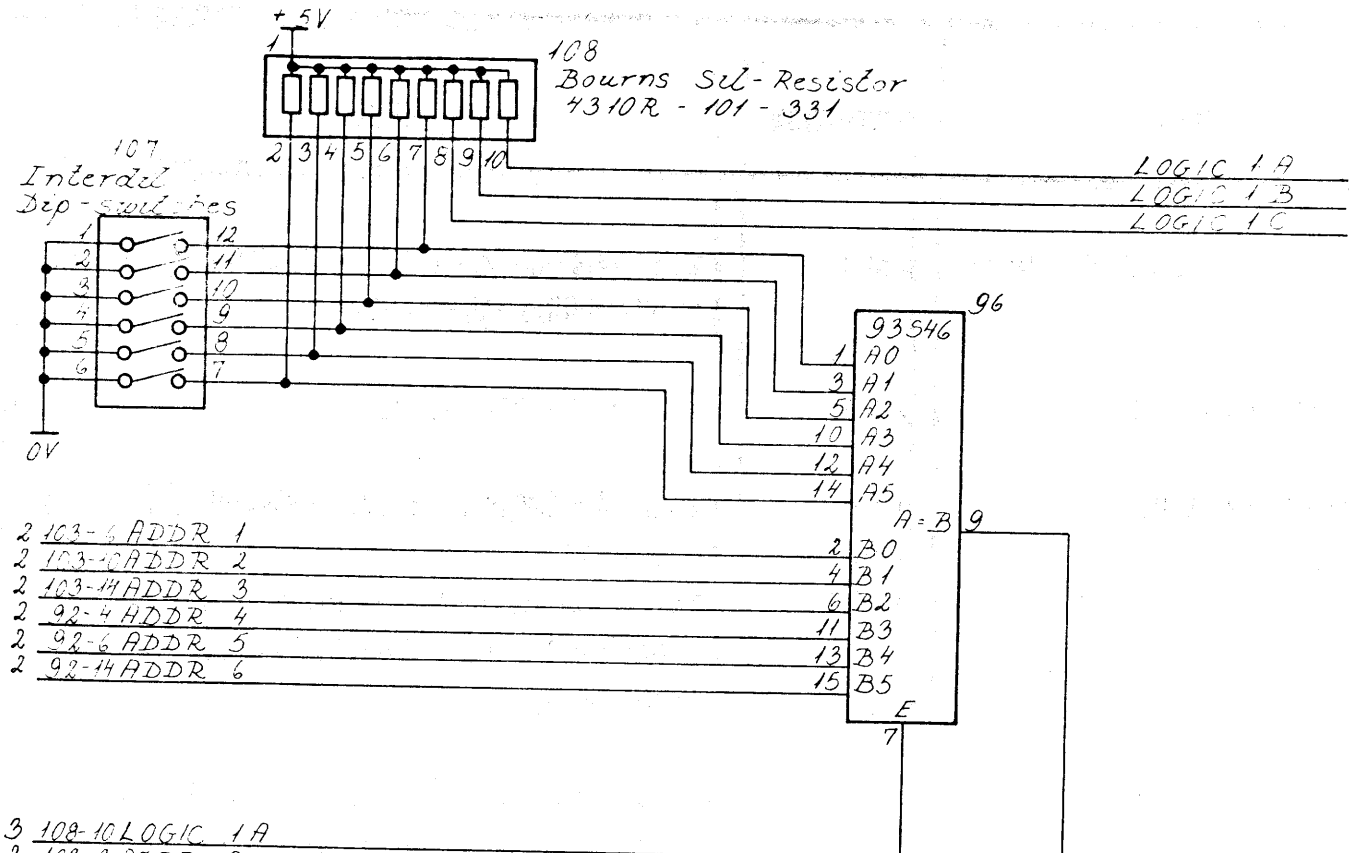 + 5V
1
108
Bourns Sil-Resistor
4310R - 101 - 331
2 3 4 5 6 7 8 9 10
LOGIC 1 A
LOGIC 1 B
LOGIC 1 C
107
Interdil
Dip-switches
1 12
2 11
3 10
4 9
5 8
6 7
0V
96
93S46
1 A0
3 A1
5 A2
10 A3
12 A4
14 A5
A=B 9
2 103-6 ADDR 1
2 103-10 ADDR 2
2 103-14 ADDR 3
2 92-4 ADDR 4
2 92-6 ADDR 5
2 92-14 ADDR 6
2 B0
4 B1
6 B2
11 B3
13 B4
15 B5
E
7
3 108-10 LOGIC 1 A